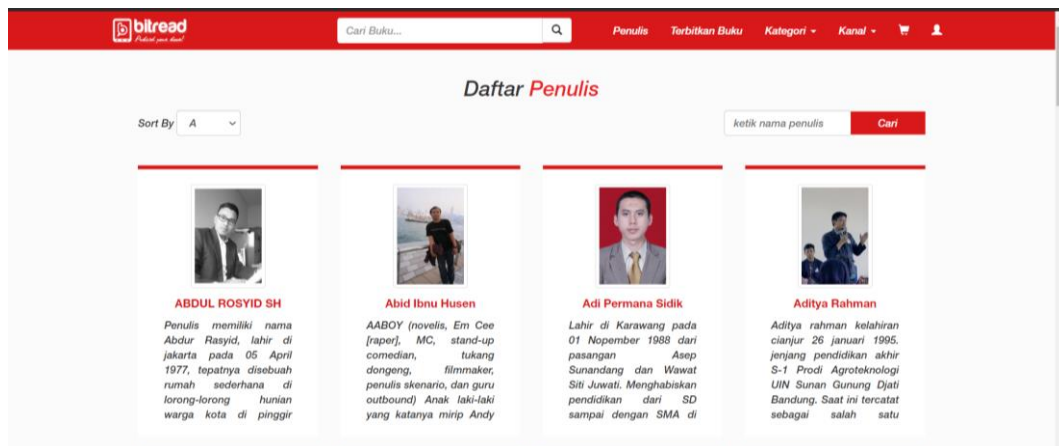 bitread
Publish your dream!
Cari Buku...
Penulis
Terbitkan Buku
Kategori
Kanal
Daftar Penulis
Sort By A
ketik nama penulis
Cari
ABDUL ROSYID SH
Penulis memiliki nama
Abdur Rasyid, lahir di
jakarta pada 05 April
1977, tepatnya disebuah
rumah sederhana di
lorong-lorong hunian
warga kota di pinggir
Abid Ibnu Husen
AABOY (novelis, Em Cee
[raper], MC, stand-up
comedian, tukang
dongeng, filmmaker,
penulis skenario, dan guru
outbound) Anak laki-laki
yang katanya mirip Andy
Adi Permana Sidik
Lahir di Karawang pada
01 Nopember 1988 dari
pasangan Asep
Sunandang dan Wawat
Siti Juwati. Menghabiskan
pendidikan dari SD
sampai dengan SMA di
Aditya Rahman
Aditya rahman kelahiran
cianjur 26 januari 1995.
jenjang pendidikan akhir
S-1 Prodi Agroteknologi
UIN Sunan Gunung Djati
Bandung. Saat ini tercatat
sebagai salah satu